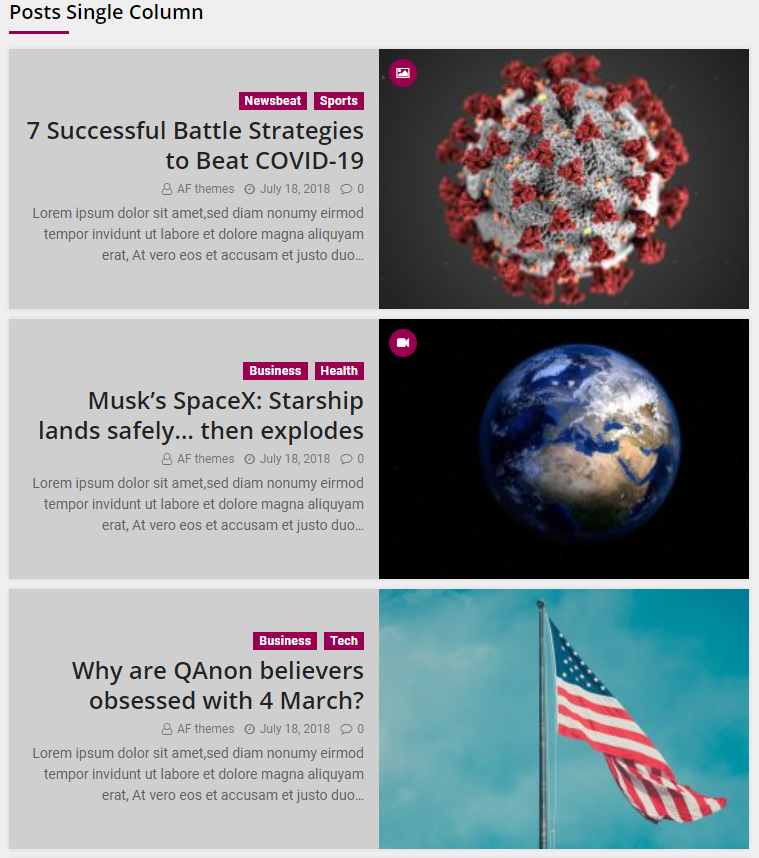 Posts Single Column
Newsbeat Sports
7 Successful Battle Strategies
to Beat COVID-19
AF themes July 18, 2018 0
Lorem ipsum dolor sit amet,sed diam nonumy eirmod
tempor invidunt ut labore et dolore magna aliquyam
erat, At vero eos et accusam et justo duo...
Business Health
Musk’s SpaceX: Starship
lands safely... then explodes
AF themes July 18, 2018 0
Lorem ipsum dolor sit amet,sed diam nonumy eirmod
tempor invidunt ut labore et dolore magna aliquyam
erat, At vero eos et accusam et justo duo...
Business Tech
Why are QAnon believers
obsessed with 4 March?
AF themes July 18, 2018 0
Lorem ipsum dolor sit amet,sed diam nonumy eirmod
tempor invidunt ut labore et dolore magna aliquyam
erat, At vero eos et accusam et justo duo...